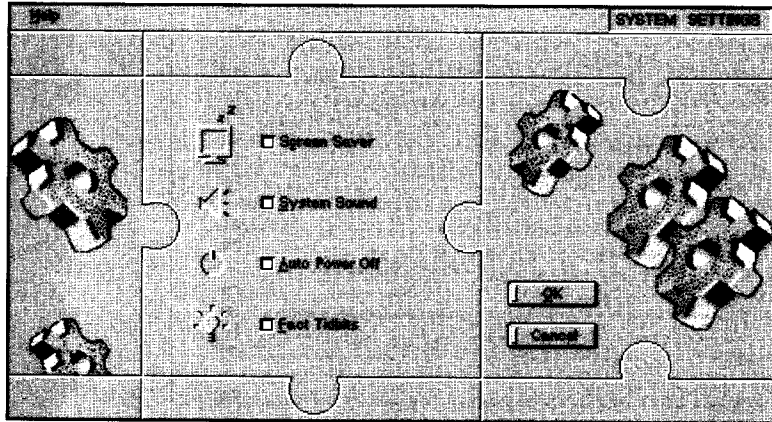 Help
SYSTEM SETTINGS
Screen Saver
System Sound
Auto Power Off
Fact Tidbits
OK
Cancel